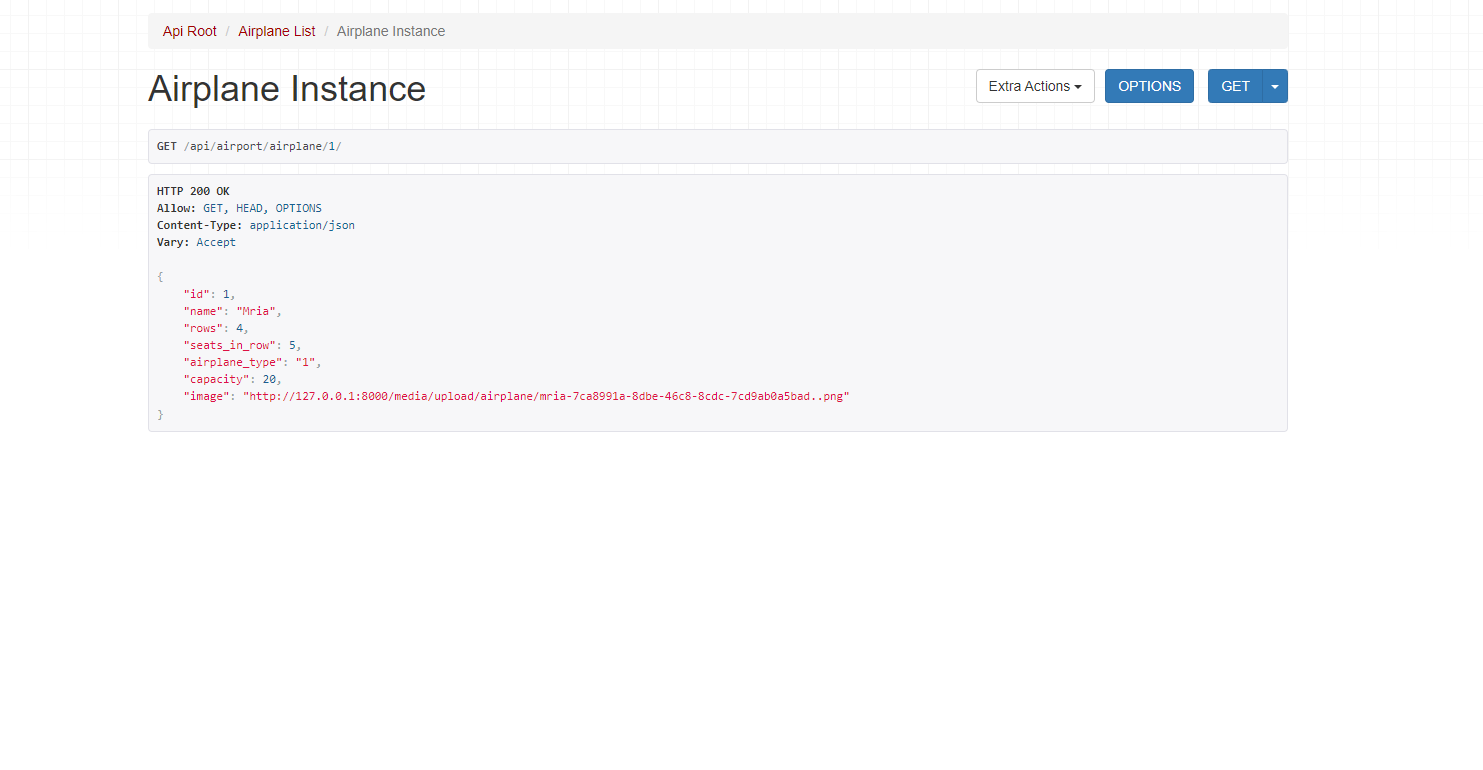 Api Root / Airplane List / Airplane Instance
Airplane Instance
Extra Actions
OPTIONS
GET
GET /api/airport/airplane/1/
HTTP 200 OK
Allow: GET, HEAD, OPTIONS
Content-Type: application/json
Vary: Accept
{
    "id": 1,
    "name": "Mria",
    "rows": 4,
    "seats_in_row": 5,
    "airplane_type": "1",
    "capacity": 20,
    "image": "http://127.0.0.1:8000/media/upload/airplane/mria-7ca8991a-8dbe-46c8-8cdc-7cd9ab0a5bad..png"
}